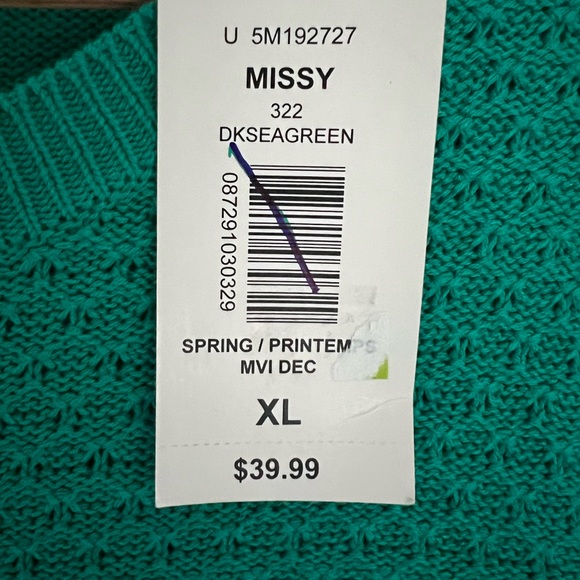 U 5M192727
MISSY
322
DKSEAGREEN
087291030329
SPRING / PRINTEMPS
MVI DEC
XL
$39.99